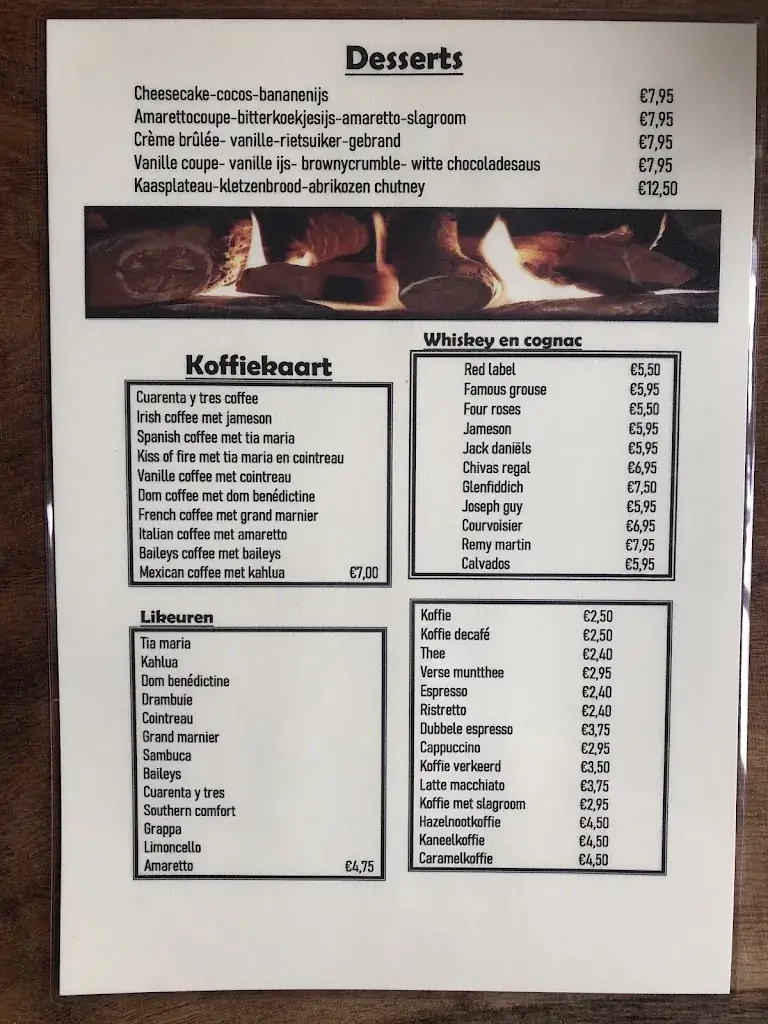 Desserts
Cheesecake-cocos-bananenijs €7,95
Amarettocoupe-bitterkoekjesijs-amaretto-slagroom €7,95
Crème brûlée- vanille-rietsuiker-gebrand €7,95
Vanille coupe- vanille ijs- brownycrumble- witte chocoladesaus €7,95
Kaasplateau-kletzenbrood-abrikozen chutney €12,50
Koffiekaart
Cuarenta y tres coffee
Irish coffee met jameson
Spanish coffee met tia maria
Kiss of fire met tia maria en cointreau
Vanille coffee met cointreau
Dom coffee met dom benédictine
French coffee met grand marnier
Italian coffee met amaretto
Baileys coffee met baileys
Mexican coffee met kahlua €7,00
Whiskey en cognac
Red label €5,50
Famous grouse €5,95
Four roses €5,50
Jameson €5,95
Jack daniëls €5,95
Chivas regal €6,95
Glenfiddich €7,50
Joseph guy €5,95
Courvoisier €6,95
Remy martin €7,95
Calvados €5,95
Likeuren
Tia maria
Kahlua
Dom benédictine
Drambuie
Cointreau
Grand marnier
Sambuca
Baileys
Cuarenta y tres
Southern comfort
Grappa
Limoncello
Amaretto €4,75
Koffie €2,50
Koffie decafé €2,50
Thee €2,40
Verse muntthee €2,95
Espresso €2,40
Ristretto €2,40
Dubbele espresso €3,75
Cappuccino €2,95
Koffie verkeerd €3,50
Latte macchiato €3,75
Koffie met slagroom €2,95
Hazelnootkoffie €4,50
Kaneelkoffie €4,50
Caramelkoffie €4,50